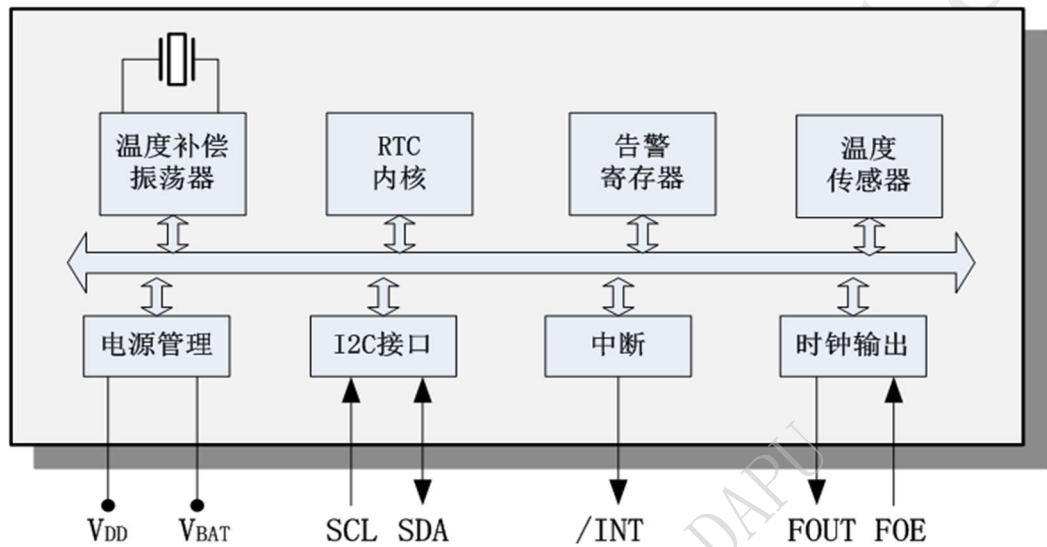 温度补偿
振荡器
RTC
内核
告警
寄存器
温度
传感器
电源管理
I2C接口
中断
时钟输出
VDD
VBAT
SCL
SDA
/INT
FOUT
FOE
DAPU